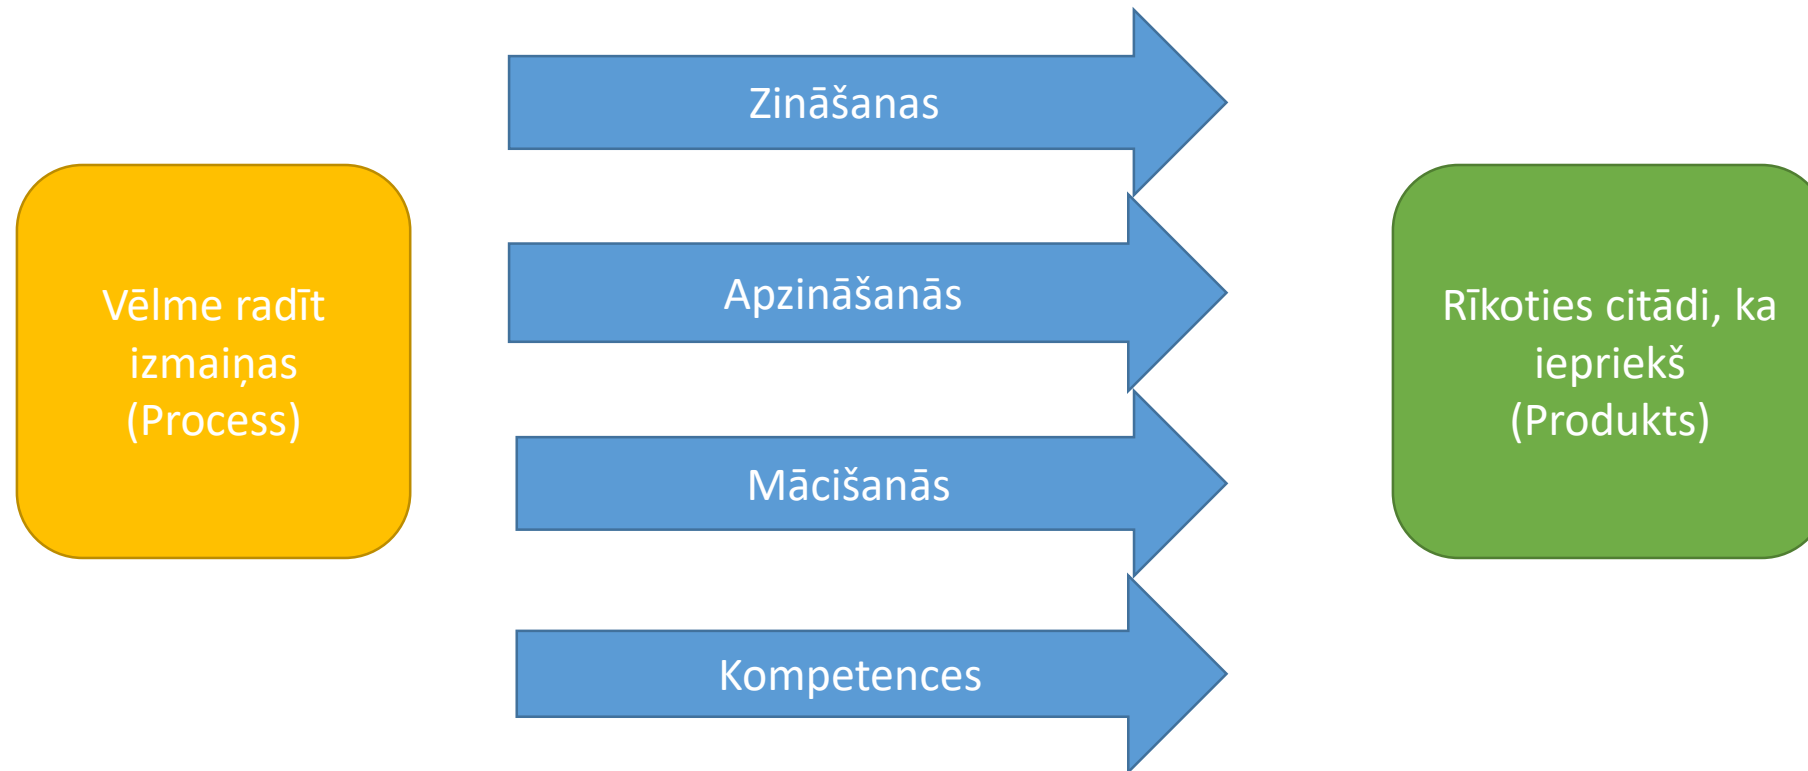 Vēlme radīt
izmaiņas
(Process)
Zināšanas
Apzināšanās
Mācišanās
Kompetences
Rīkoties citādi, ka
iepriekš
(Produkts)